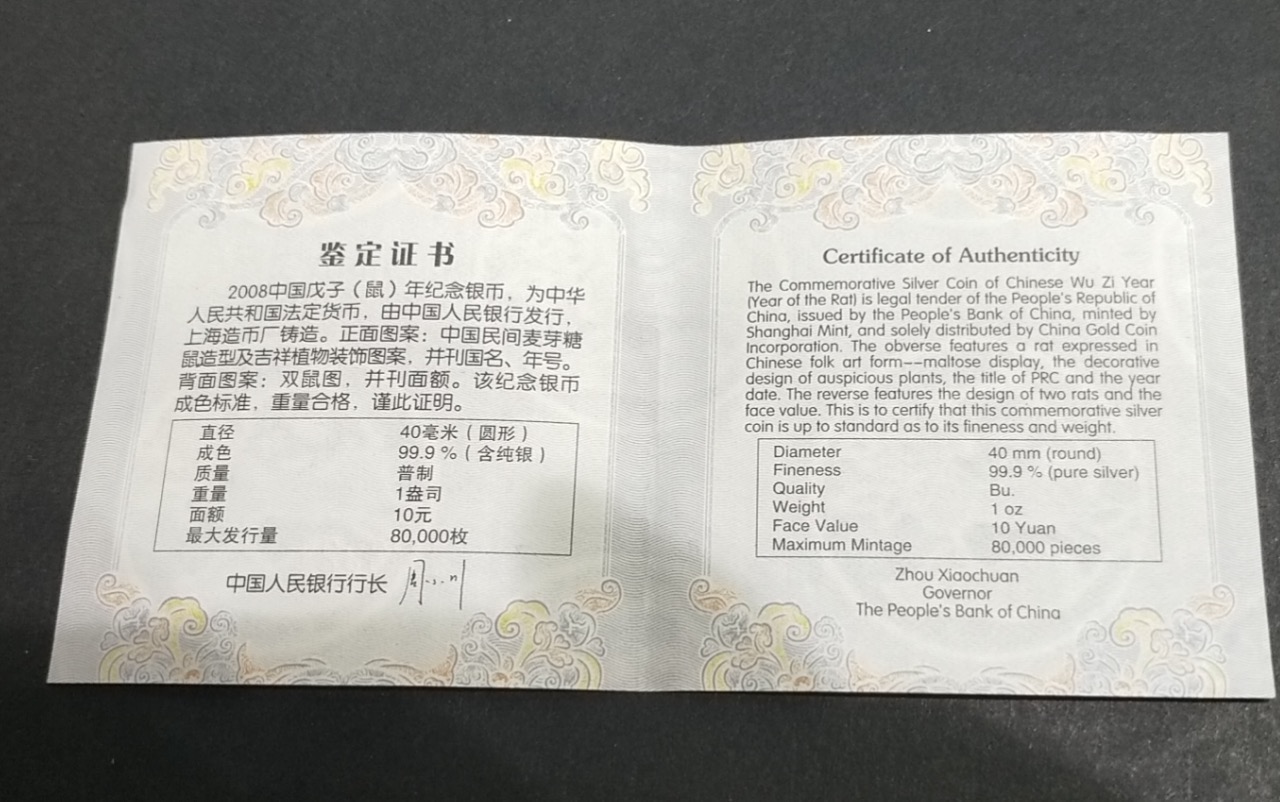 鉴定证书
2008中国戊子（鼠）年纪念银币，为中华
人民共和国法定货币，由中国人民银行发行，
上海造币厂铸造。正面图案：中国民间麦芽糖
鼠造型及吉祥植物装饰图案，并刊国名、年号。
背面图案：双鼠图，并刊面额。该纪念银币
成色标准，重量合格，谨此证明。
直径 40毫米（圆形）
成色 99.9%（含纯银）
质量 普制
重量 1盎司
面额 10元
最大发行量 80,000枚
中国人民银行行长 周小川
Certificate of Authenticity
The Commemorative Silver Coin of Chinese Wu Zi Year
(Year of the Rat) is legal tender of the People's Republic of
China, issued by the People's Bank of China, minted by
Shanghai Mint, and solely distributed by China Gold Coin
Incorporation. The obverse features a rat expressed in
Chinese folk art form--maltose display, the decorative
design of auspicious plants, the title of PRC and the year
date. The reverse features the design of two rats and the
face value. This is to certify that this commemorative silver
coin is up to standard as to its fineness and weight.
Diameter 40 mm (round)
Fineness 99.9 % (pure silver)
Quality Bu.
Weight 1 oz
Face Value 10 Yuan
Maximum Mintage 80,000 pieces
Zhou Xiaochuan
Governor
The People's Bank of China